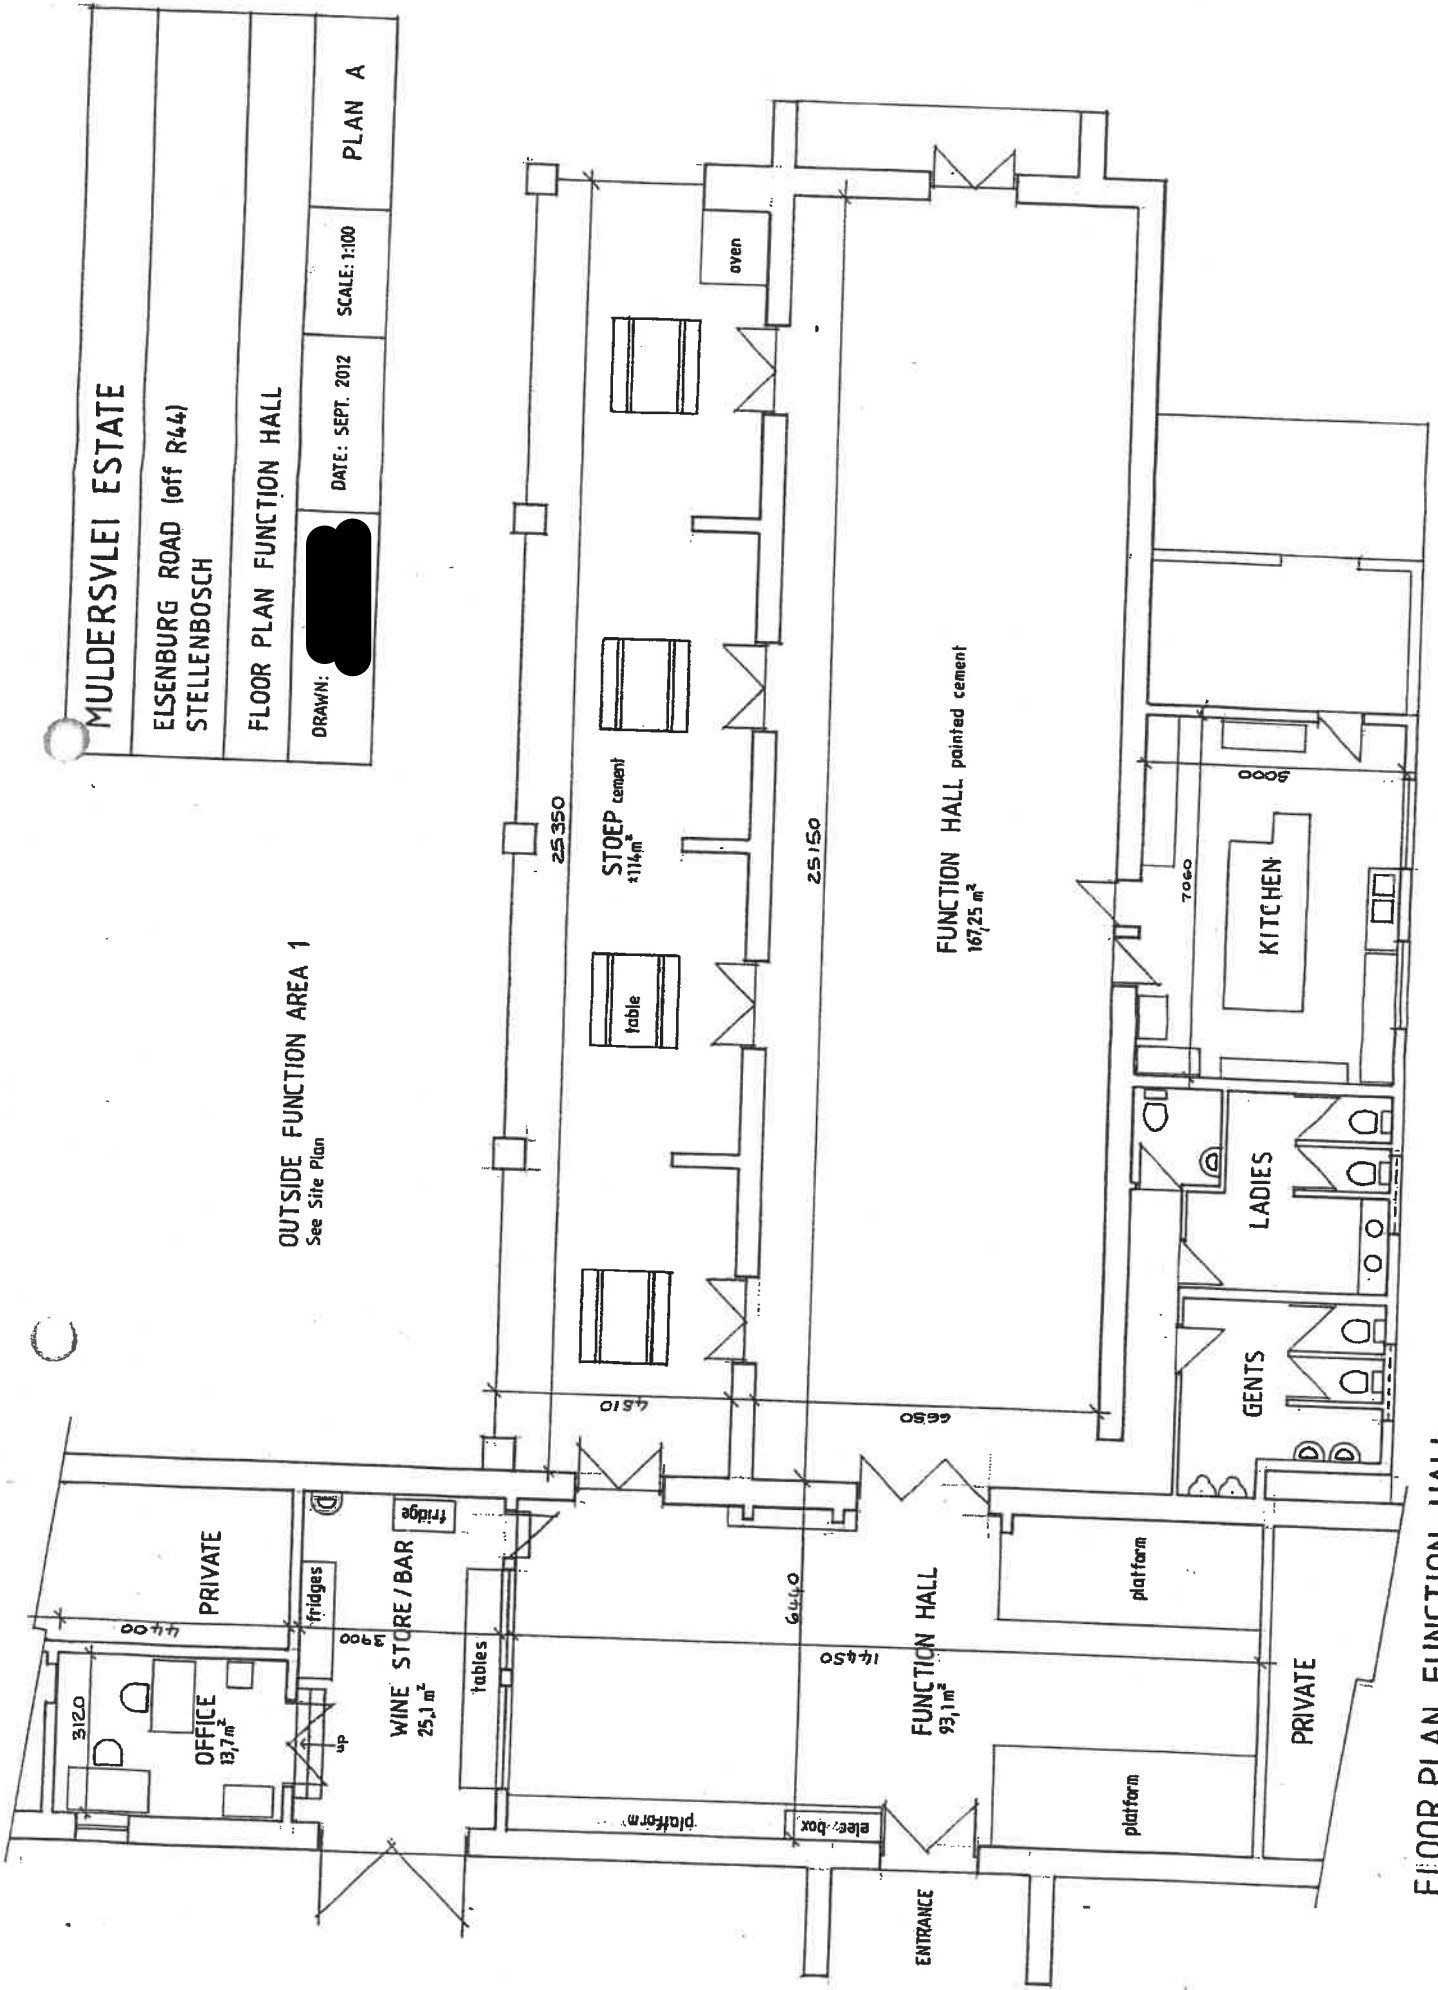 MULDERSVLEI ESTATE
ELSENBURG ROAD (off R44)
STELLENBOSCH
FLOOR PLAN FUNCTION HALL
DRAWN:
DATE: SEPT. 2012
SCALE: 1:100
PLAN A
OUTSIDE FUNCTION AREA 1
See Site Plan
25350
STOEP cement
±114m²
table
oven
25150
FUNCTION HALL painted cement
167,25 m²
4510
6650
KITCHEN
7060
5000
LADIES
GENTS
PRIVATE
4400
3120
OFFICE
13,7m²
up
fridges
fridge
3900
WINE STORE/BAR
25,1 m²
tables
6440
14450
FUNCTION HALL
93,1m²
platform
platform
platform
elec. box
ENTRANCE
PRIVATE
FLOOR PLAN FUNCTION HALL